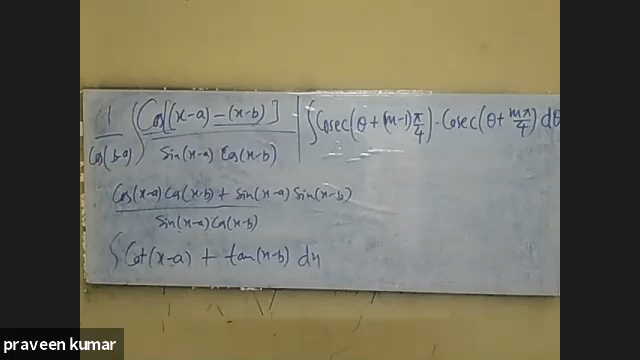 1/Cos(b-a) ∫ Cos[(x-a) - (x-b)] / Sin(x-a) Cos(x-b)
∫ Cosec(θ + (m-1)π/4) · Cosec(θ + mπ/4) dθ
Cos(x-a) Cos(x-b) + Sin(x-a) Sin(x-b) / Sin(x-a) Cos(x-b)
∫ Cot(x-a) + tan(x-b) dx
praveen kumar